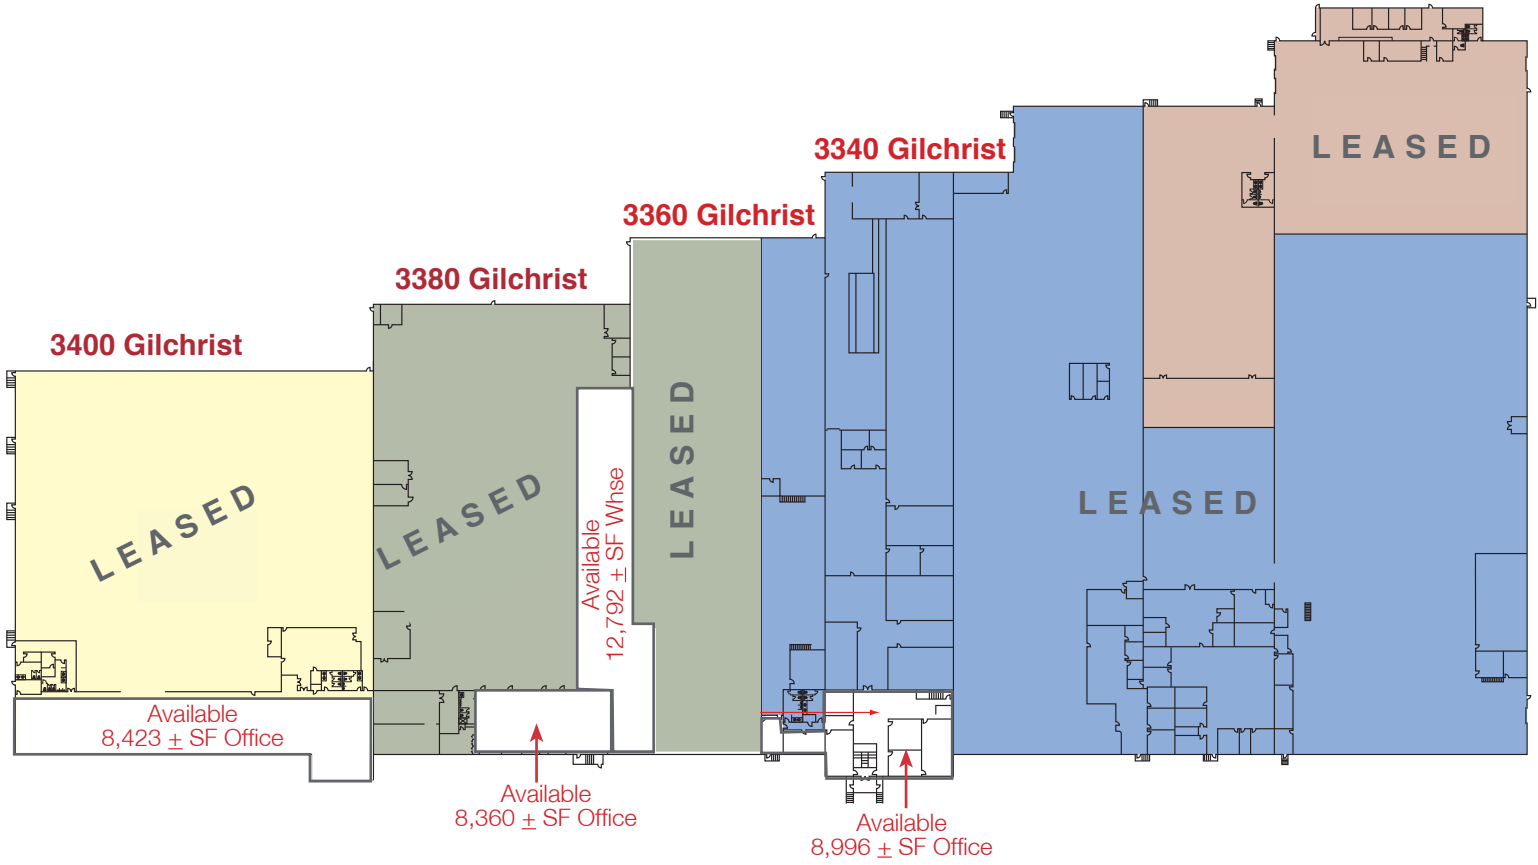 LEASED
3340 Gilchrist
3360 Gilchrist
3380 Gilchrist
3400 Gilchrist
LEASED
LEASED
LEASED
LEASED
Available
12,792 ± SF Whse
Available
8,423 ± SF Office
Available
8,360 ± SF Office
Available
8,996 ± SF Office